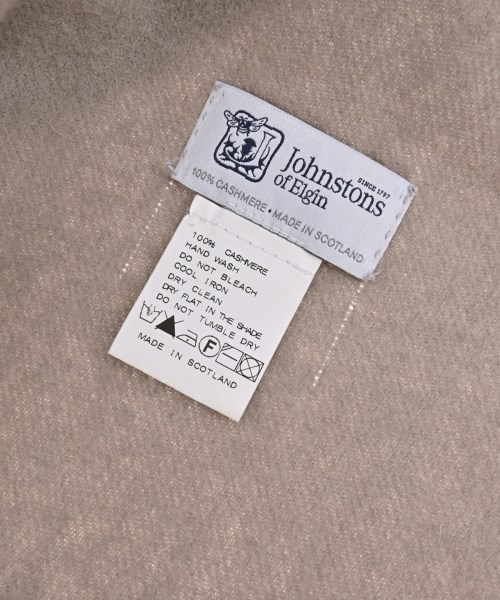 Johnstons
of Elgin
SINCE 1797
100% CASHMERE • MADE IN SCOTLAND
100% CASHMERE
HAND WASH
DO NOT BLEACH
COOL IRON
DRY CLEAN
DRY FLAT IN THE SHADE
DO NOT TUMBLE DRY
F
MADE IN SCOTLAND